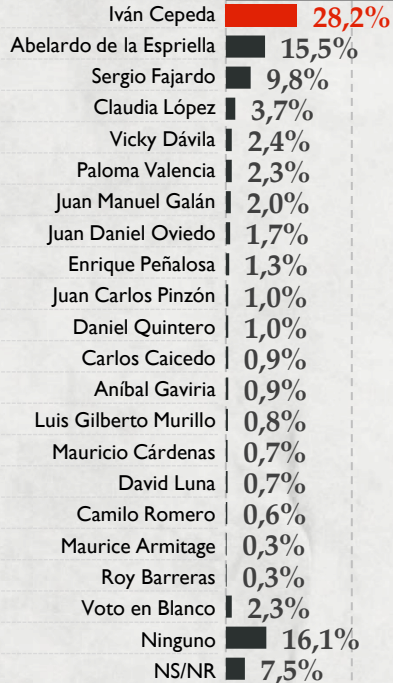 Iván Cepeda 28,2%
Abelardo de la Espriella 15,5%
Sergio Fajardo 9,8%
Claudia López 3,7%
Vicky Dávila 2,4%
Paloma Valencia 2,3%
Juan Manuel Galán 2,0%
Juan Daniel Oviedo 1,7%
Enrique Peñalosa 1,3%
Juan Carlos Pinzón 1,0%
Daniel Quintero 1,0%
Carlos Caicedo 0,9%
Aníbal Gaviria 0,9%
Luis Gilberto Murillo 0,8%
Mauricio Cárdenas 0,7%
David Luna 0,7%
Camilo Romero 0,6%
Maurice Armitage 0,3%
Roy Barreras 0,3%
Voto en Blanco 2,3%
Ninguno 16,1%
NS/NR 7,5%